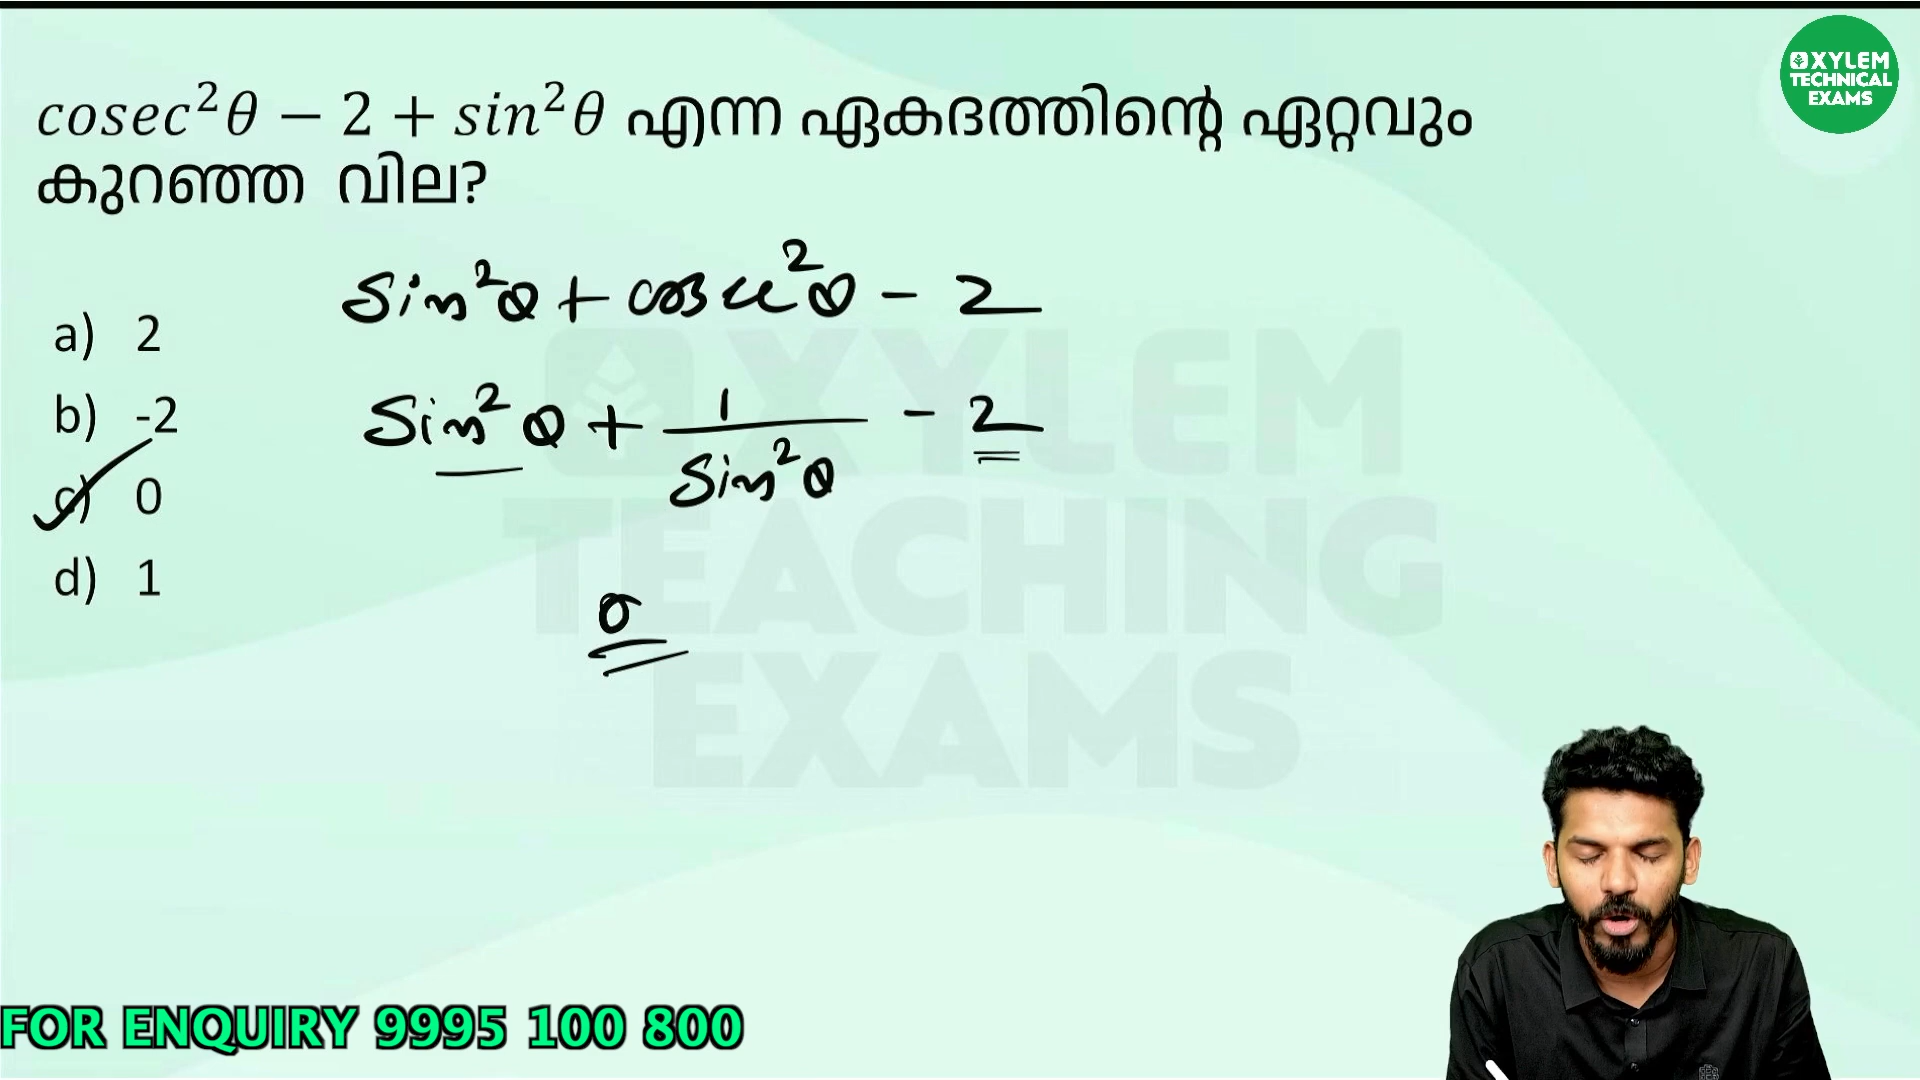 XYLEM
TECHNICAL
EXAMS
cosec²θ − 2 + sin²θ എന്ന ഏകദത്തിന്റെ ഏറ്റവും
കുറഞ്ഞ വില?
sin²θ + cosec²θ − 2
a) 2
b) -2
sin²θ + 1/sin²θ − 2
c) 0
d) 1
0
XYLEM
TEACHING
EXAMS
FOR ENQUIRY 9995 100 800